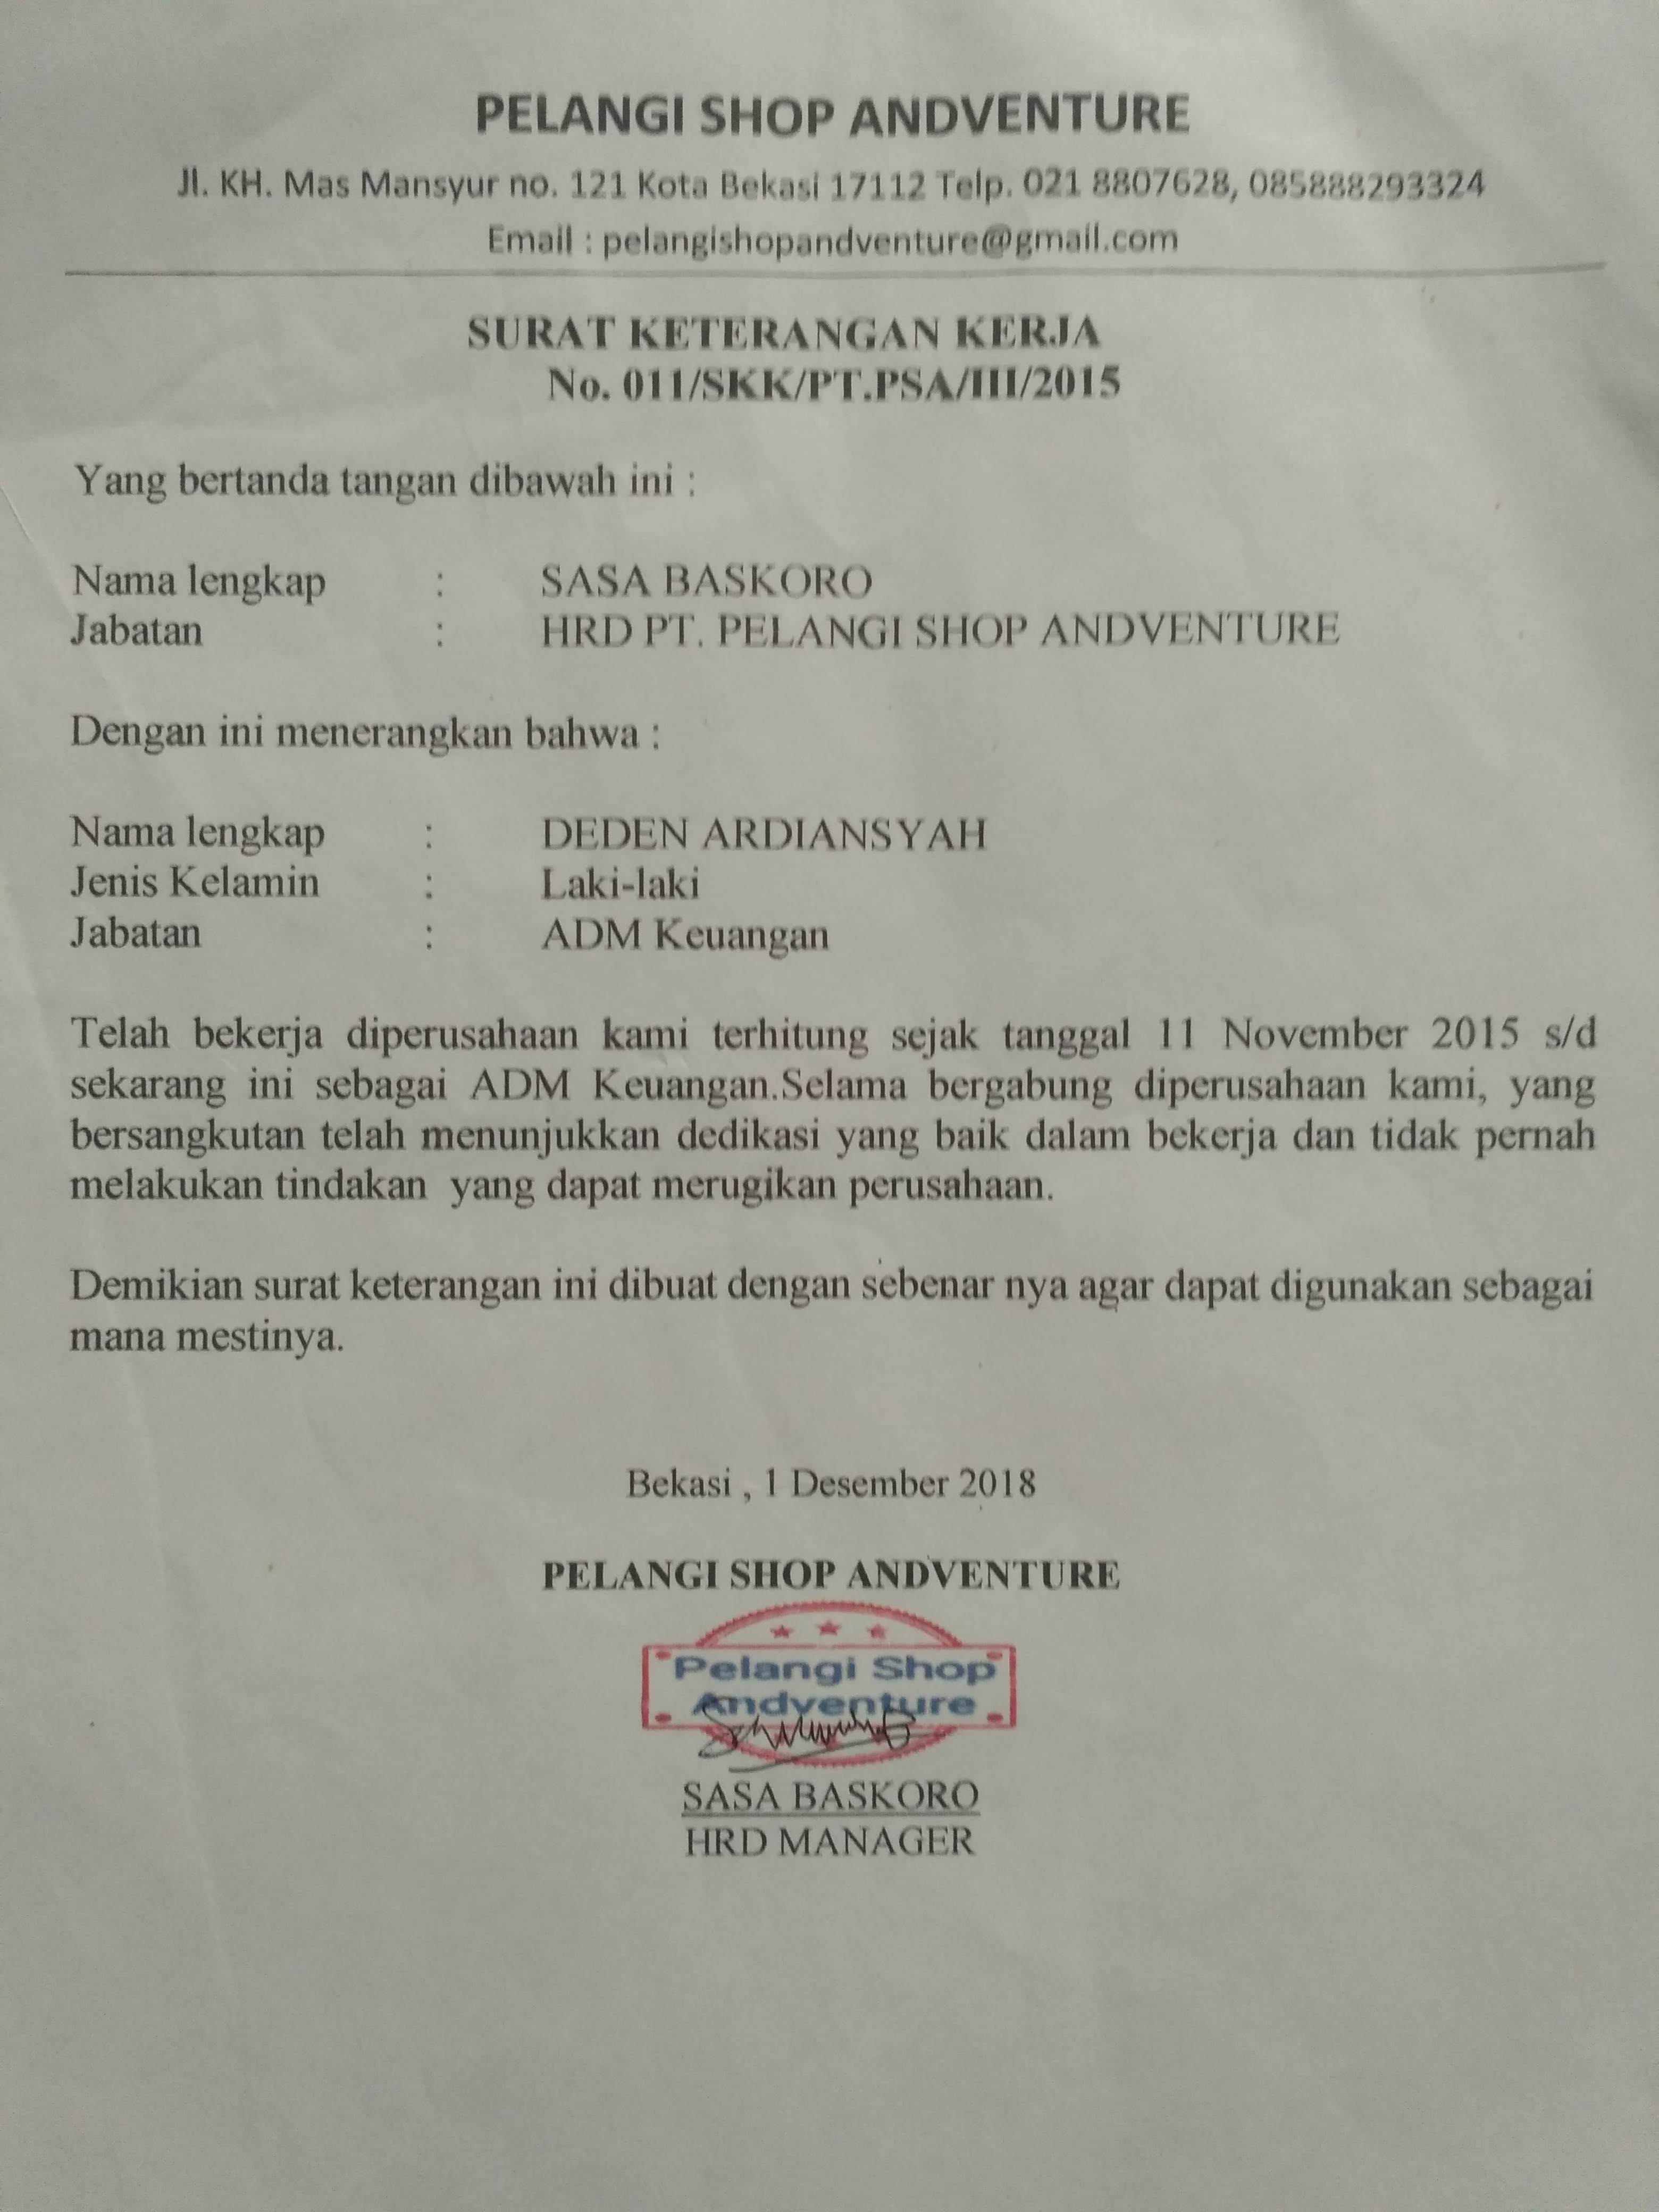 PELANGI SHOP ANDVENTURE
Jl. KH. Mas Mansyur no. 121 Kota Bekasi 17112 Telp. 021 8807628, 085888293324
Email : pelangishopandventure@gmail.com
SURAT KETERANGAN KERJA
No. 011/SKK/PT.PSA/III/2015
Yang bertanda tangan dibawah ini :
Nama lengkap : SASA BASKORO
Jabatan : HRD PT. PELANGI SHOP ANDVENTURE
Dengan ini menerangkan bahwa :
Nama lengkap : DEDEN ARDIANSYAH
Jenis Kelamin : Laki-laki
Jabatan : ADM Keuangan
Telah bekerja diperusahaan kami terhitung sejak tanggal 11 November 2015 s/d
sekarang ini sebagai ADM Keuangan.Selama bergabung diperusahaan kami, yang
bersangkutan telah menunjukkan dedikasi yang baik dalam bekerja dan tidak pernah
melakukan tindakan yang dapat merugikan perusahaan.
Demikian surat keterangan ini dibuat dengan sebenar nya agar dapat digunakan sebagai
mana mestinya.
Bekasi , 1 Desember 2018
PELANGI SHOP ANDVENTURE
Pelangi Shop
Andventure
SASA BASKORO
HRD MANAGER